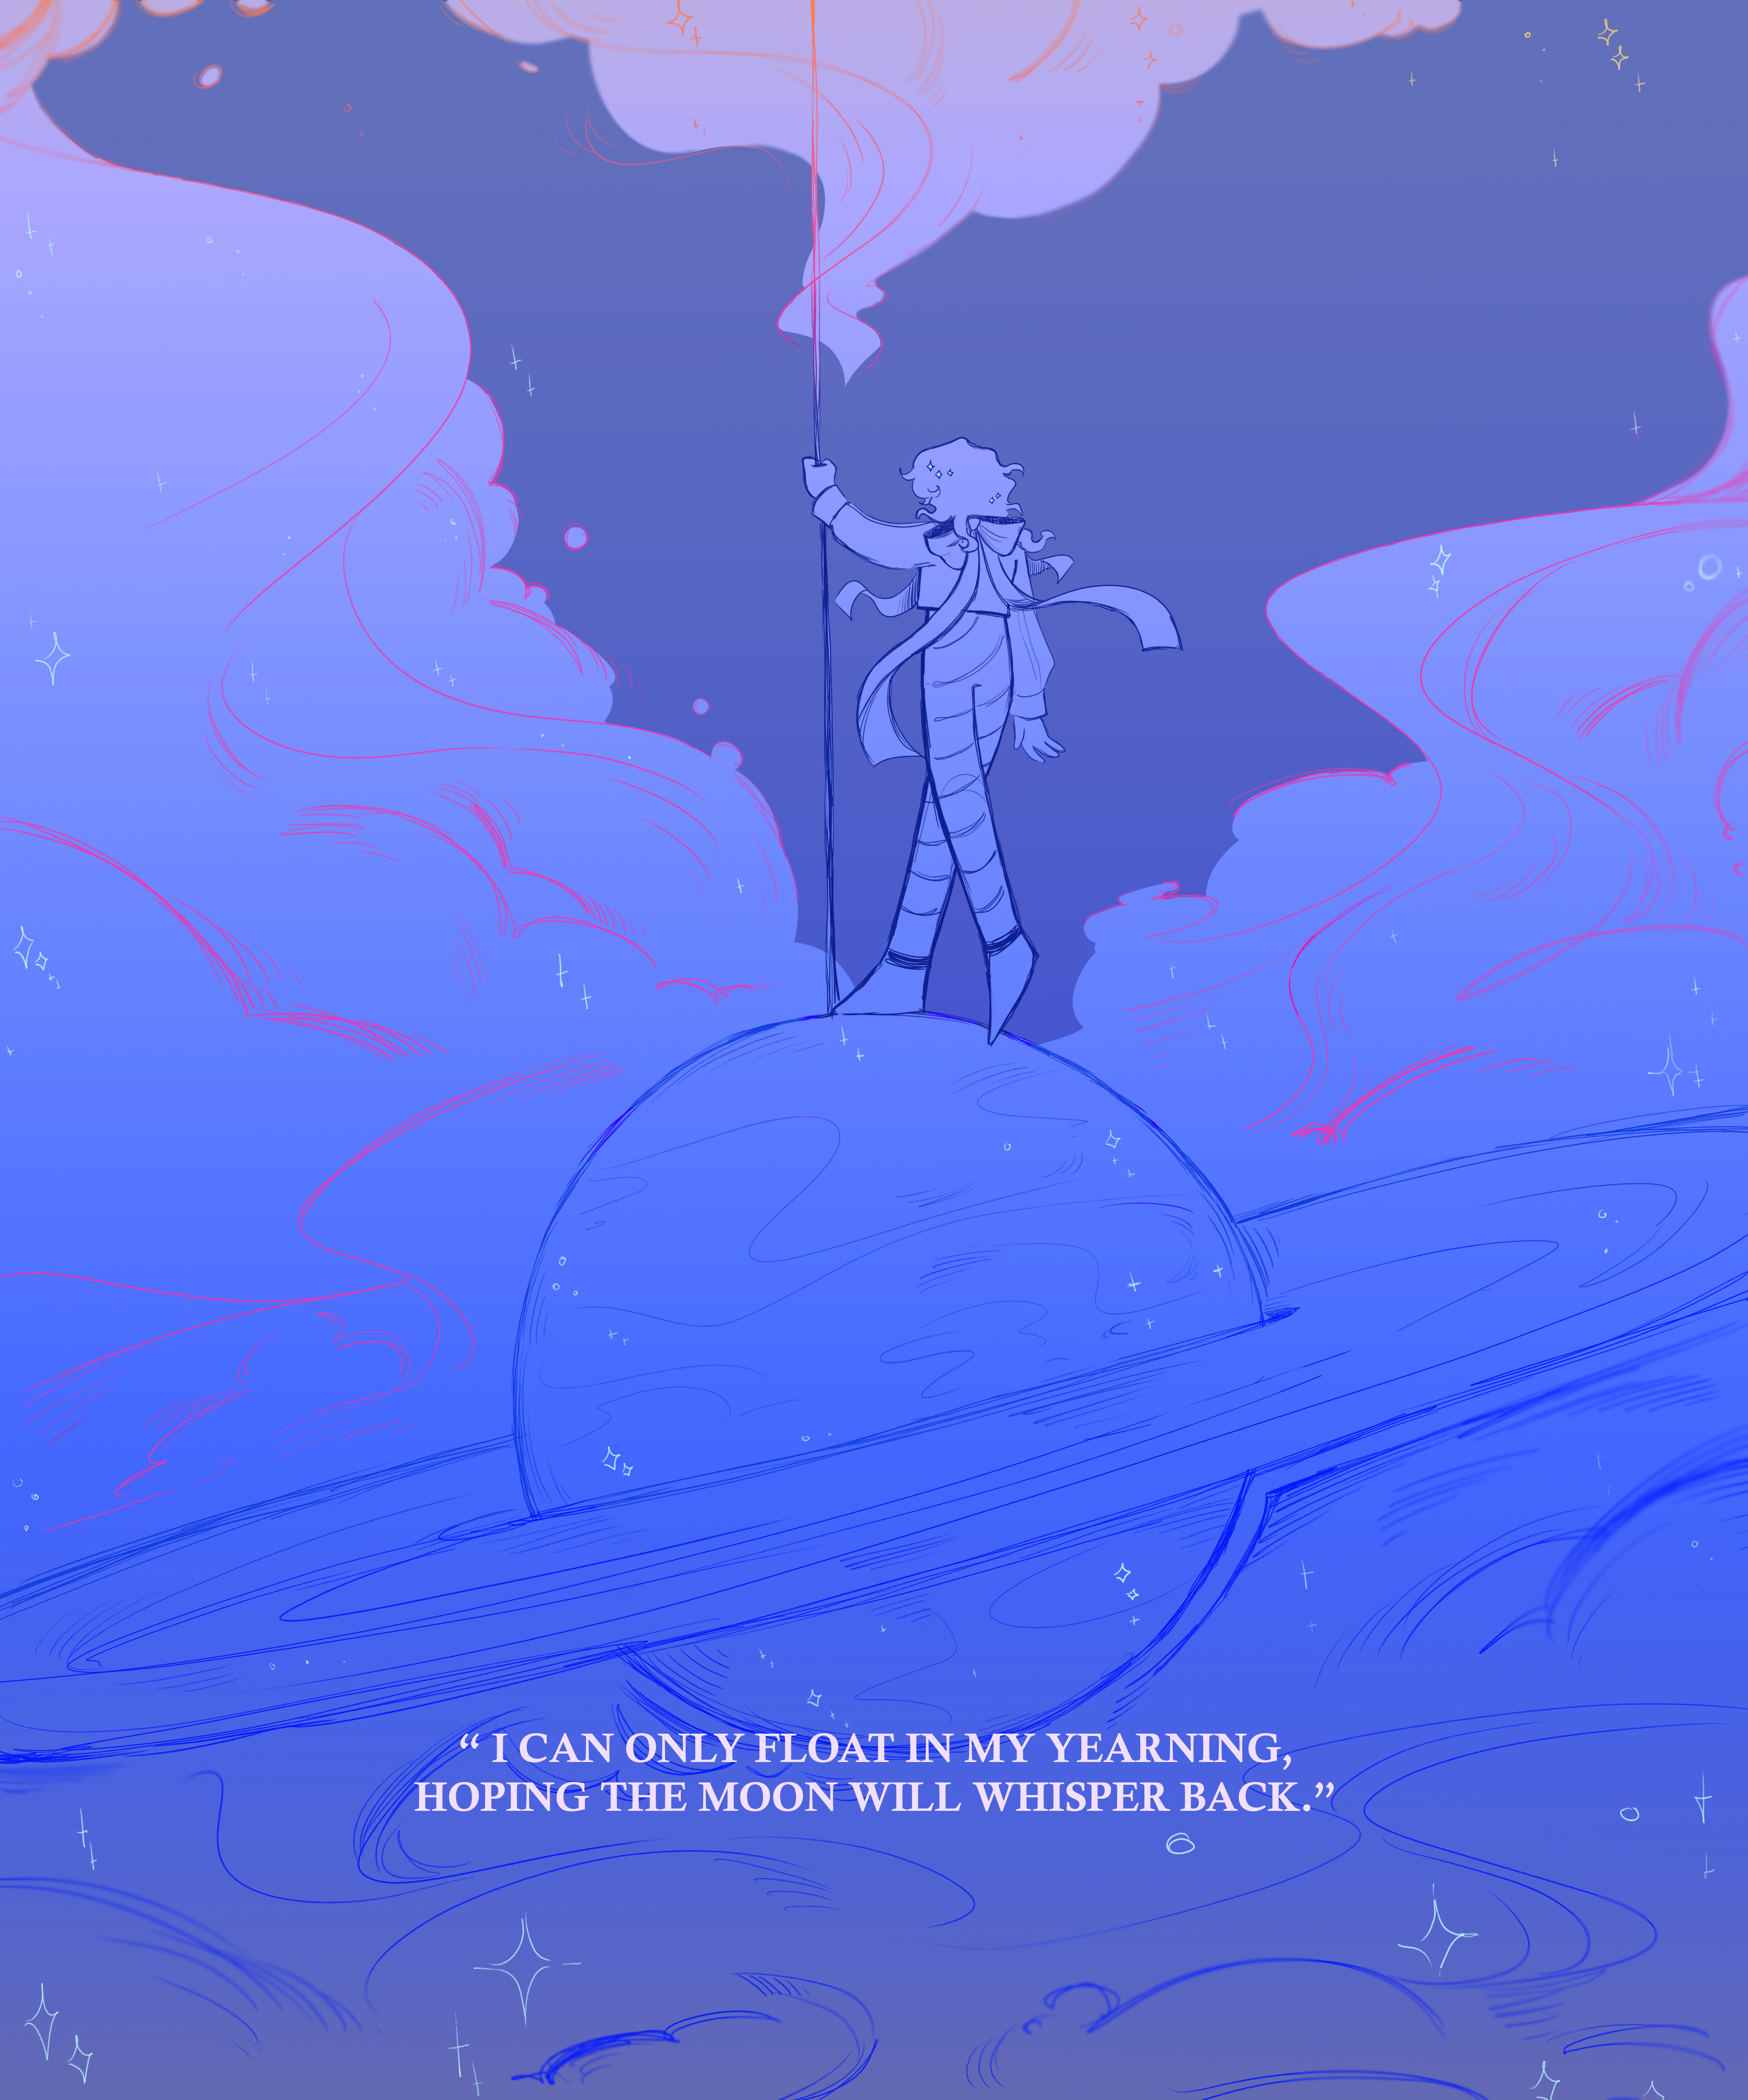 “ I CAN ONLY FLOAT IN MY YEARNING,
HOPING THE MOON WILL WHISPER BACK.”